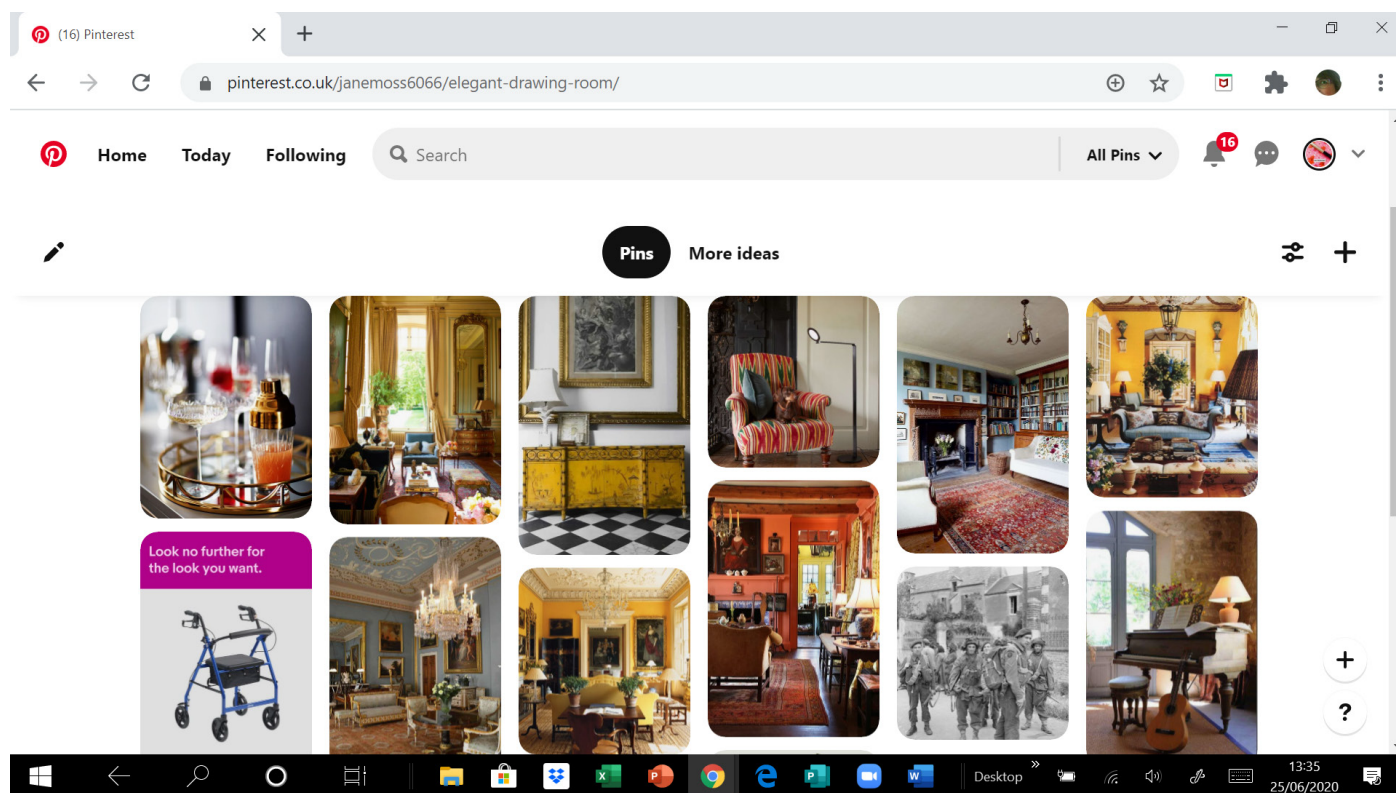 (16) Pinterest
pinterest.co.uk/janemoss6066/elegant-drawing-room/
Home Today Following Search All Pins 16
Pins More ideas
Look no further for
the look you want.
Desktop
13:35
25/06/2020